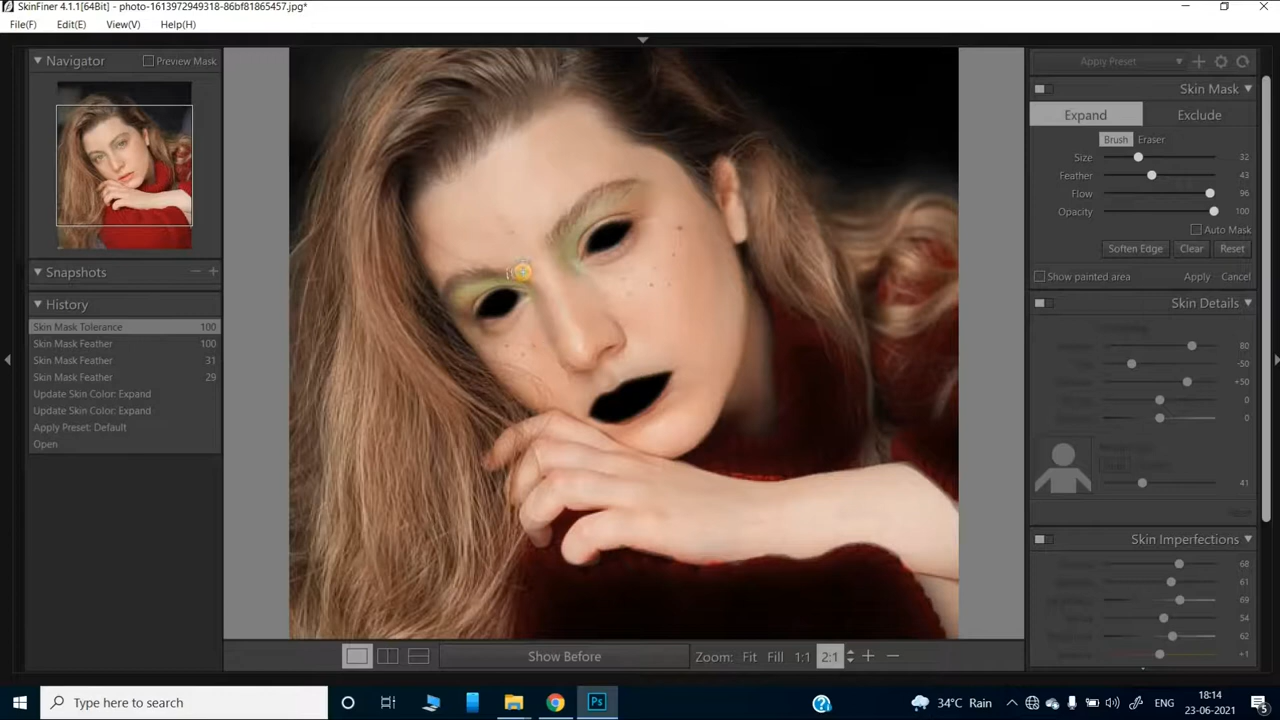 SkinFiner 4.1.1[64Bit] - photo-1613972949318-86bf81865457.jpg*
File(F) Edit(E) View(V) Help(H)
Navigator
Preview Mask
Snapshots
History
Skin Mask Tolerance 100
Skin Mask Feather 100
Skin Mask Feather 31
Skin Mask Feather 29
Update Skin Color: Expand
Update Skin Color: Expand
Apply Preset: Default
Open
Apply Preset
Skin Mask
Expand Exclude
Brush Eraser
Size 32
Feather 43
Flow 96
Opacity 100
Auto Mask
Soften Edge Clear Reset
Show painted area Apply Cancel
Skin Details
80
-50
+50
0
0
41
Skin Imperfections
68
61
69
54
62
+1
Show Before
Zoom: Fit Fill 1:1 2:1
Type here to search
Ps
34°C Rain
ENG
18:14
23-06-2021
5